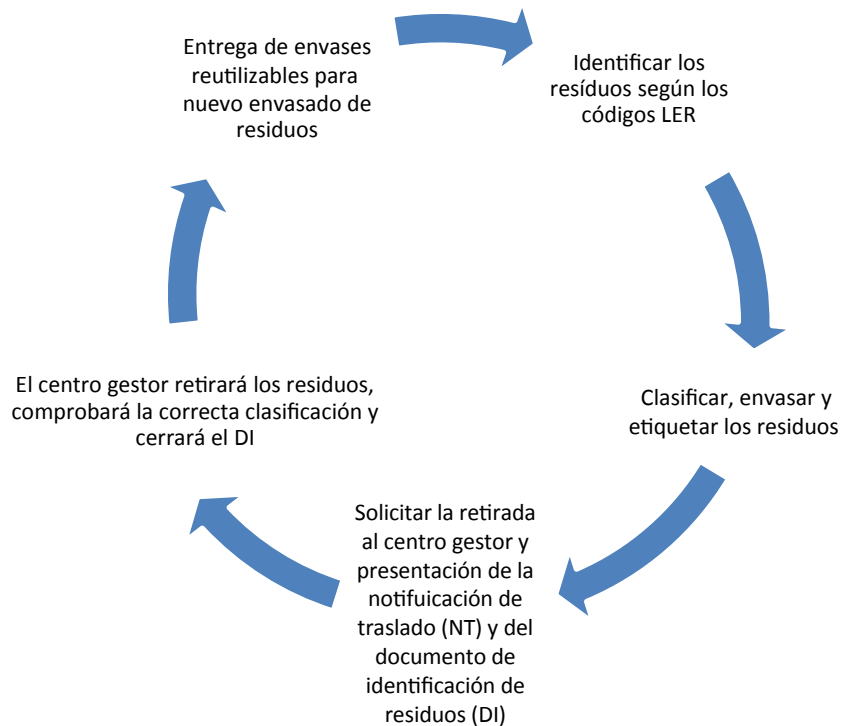 Entrega de envases
reutilizables para
nuevo envasado de
residuos
Identificar los
resíduos según los
códigos LER
Clasificar, envasar y
etiquetar los residuos
Solicitar la retirada
al centro gestor y
presentación de la
notifuicación de
traslado (NT) y del
documento de
identificación de
residuos (DI)
El centro gestor retirará los residuos,
comprobará la correcta clasificación y
cerrará el DI